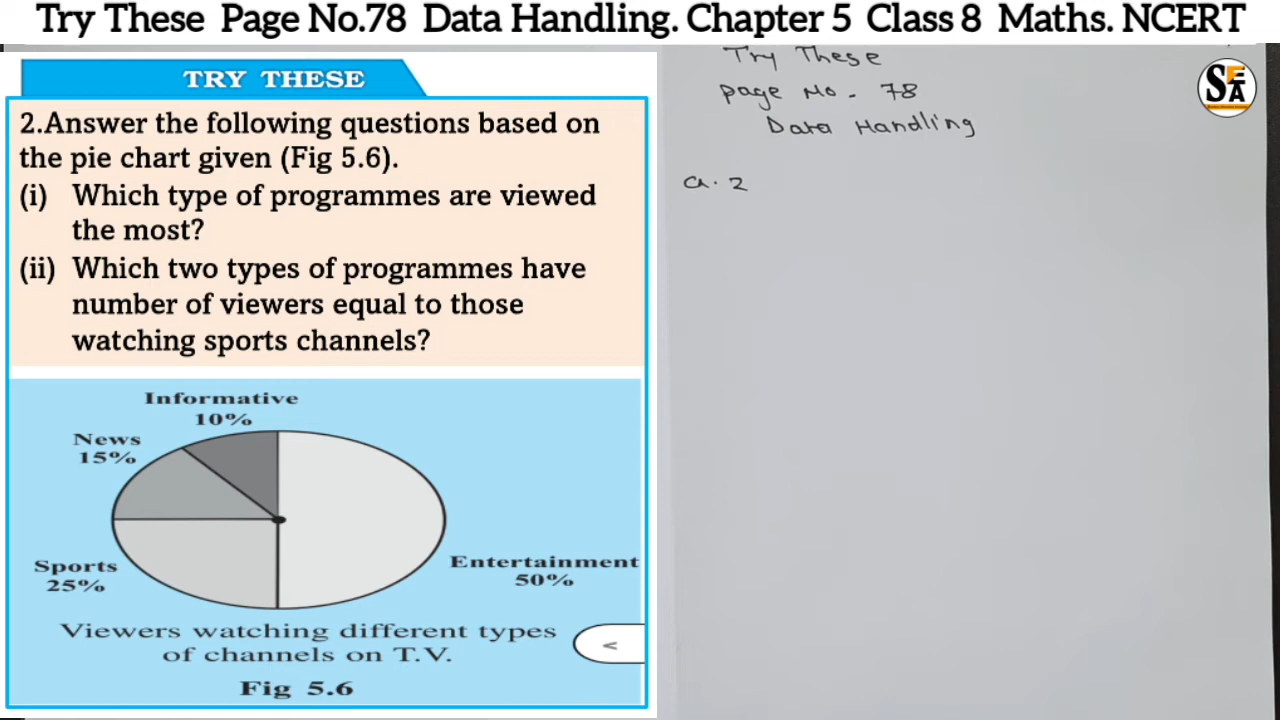 Try These Page No.78 Data Handling. Chapter 5 Class 8 Maths. NCERT
TRY THESE
2.Answer the following questions based on
the pie chart given (Fig 5.6).
(i) Which type of programmes are viewed
the most?
(ii) Which two types of programmes have
number of viewers equal to those
watching sports channels?
Informative
10%
News
15%
Sports
25%
Entertainment
50%
Viewers watching different types
of channels on T.V.
<
Fig 5.6
Try These
page No. 78
Data Handling
Q. 2
SEA